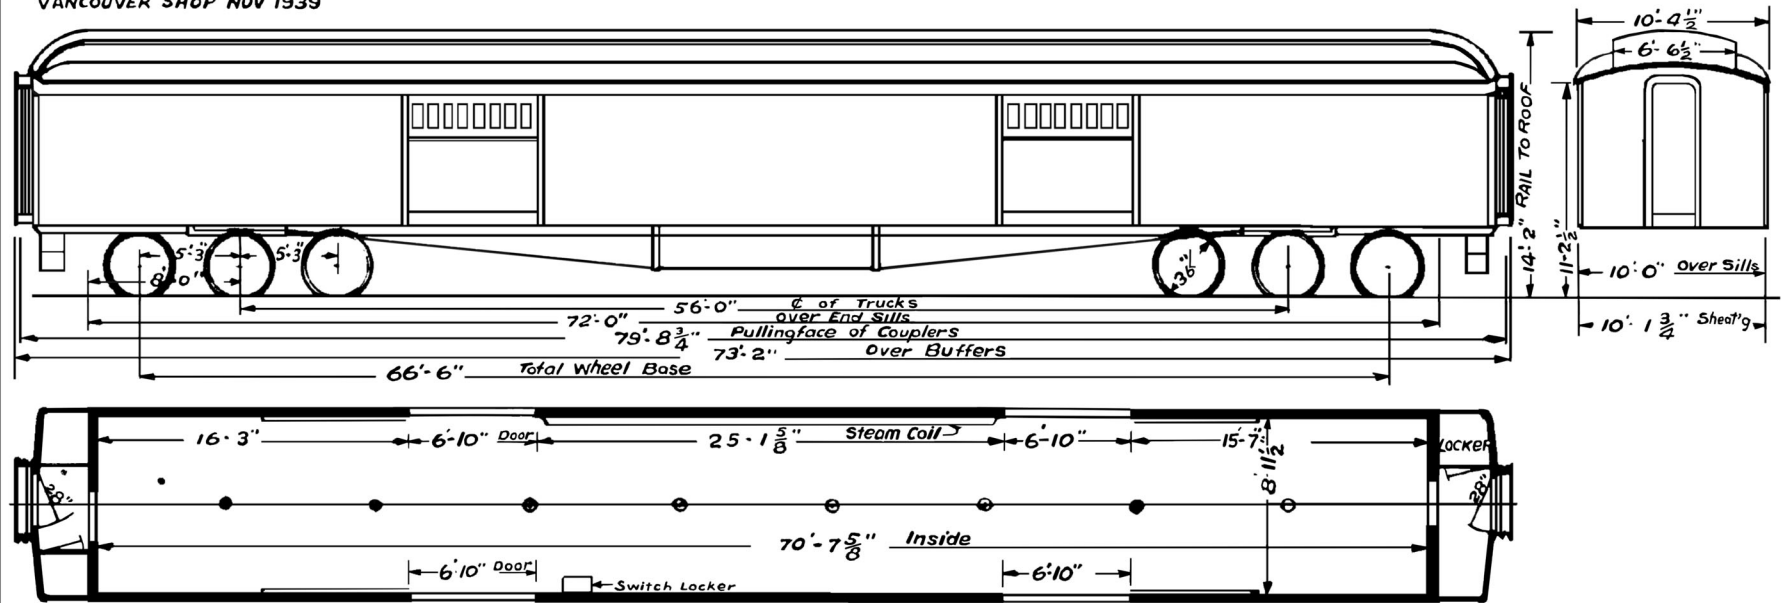 VANCOUVER SHOP NOV 1939
10'-4½"
6'-6½"
14'-2" RAIL TO ROOF
11-2½"
5'-3" 5'-3"
8'-0"
36"
10'-0" Over Sills
10'-1 ¾" Sheat'g
56'-0" ℄ of Trucks
72'-0" over End Sills
79'-8¾" Pullingface of Couplers
73'-2" Over Buffers
66'-6" Total Wheel Base
16-3" 6'-10" Door 25-1⅝" Steam Coil 6'-10" 15'-7" LOCKER
8'11½"
28" 28"
70'-7⅝" Inside
6'10" Door 6'10"
Switch Locker